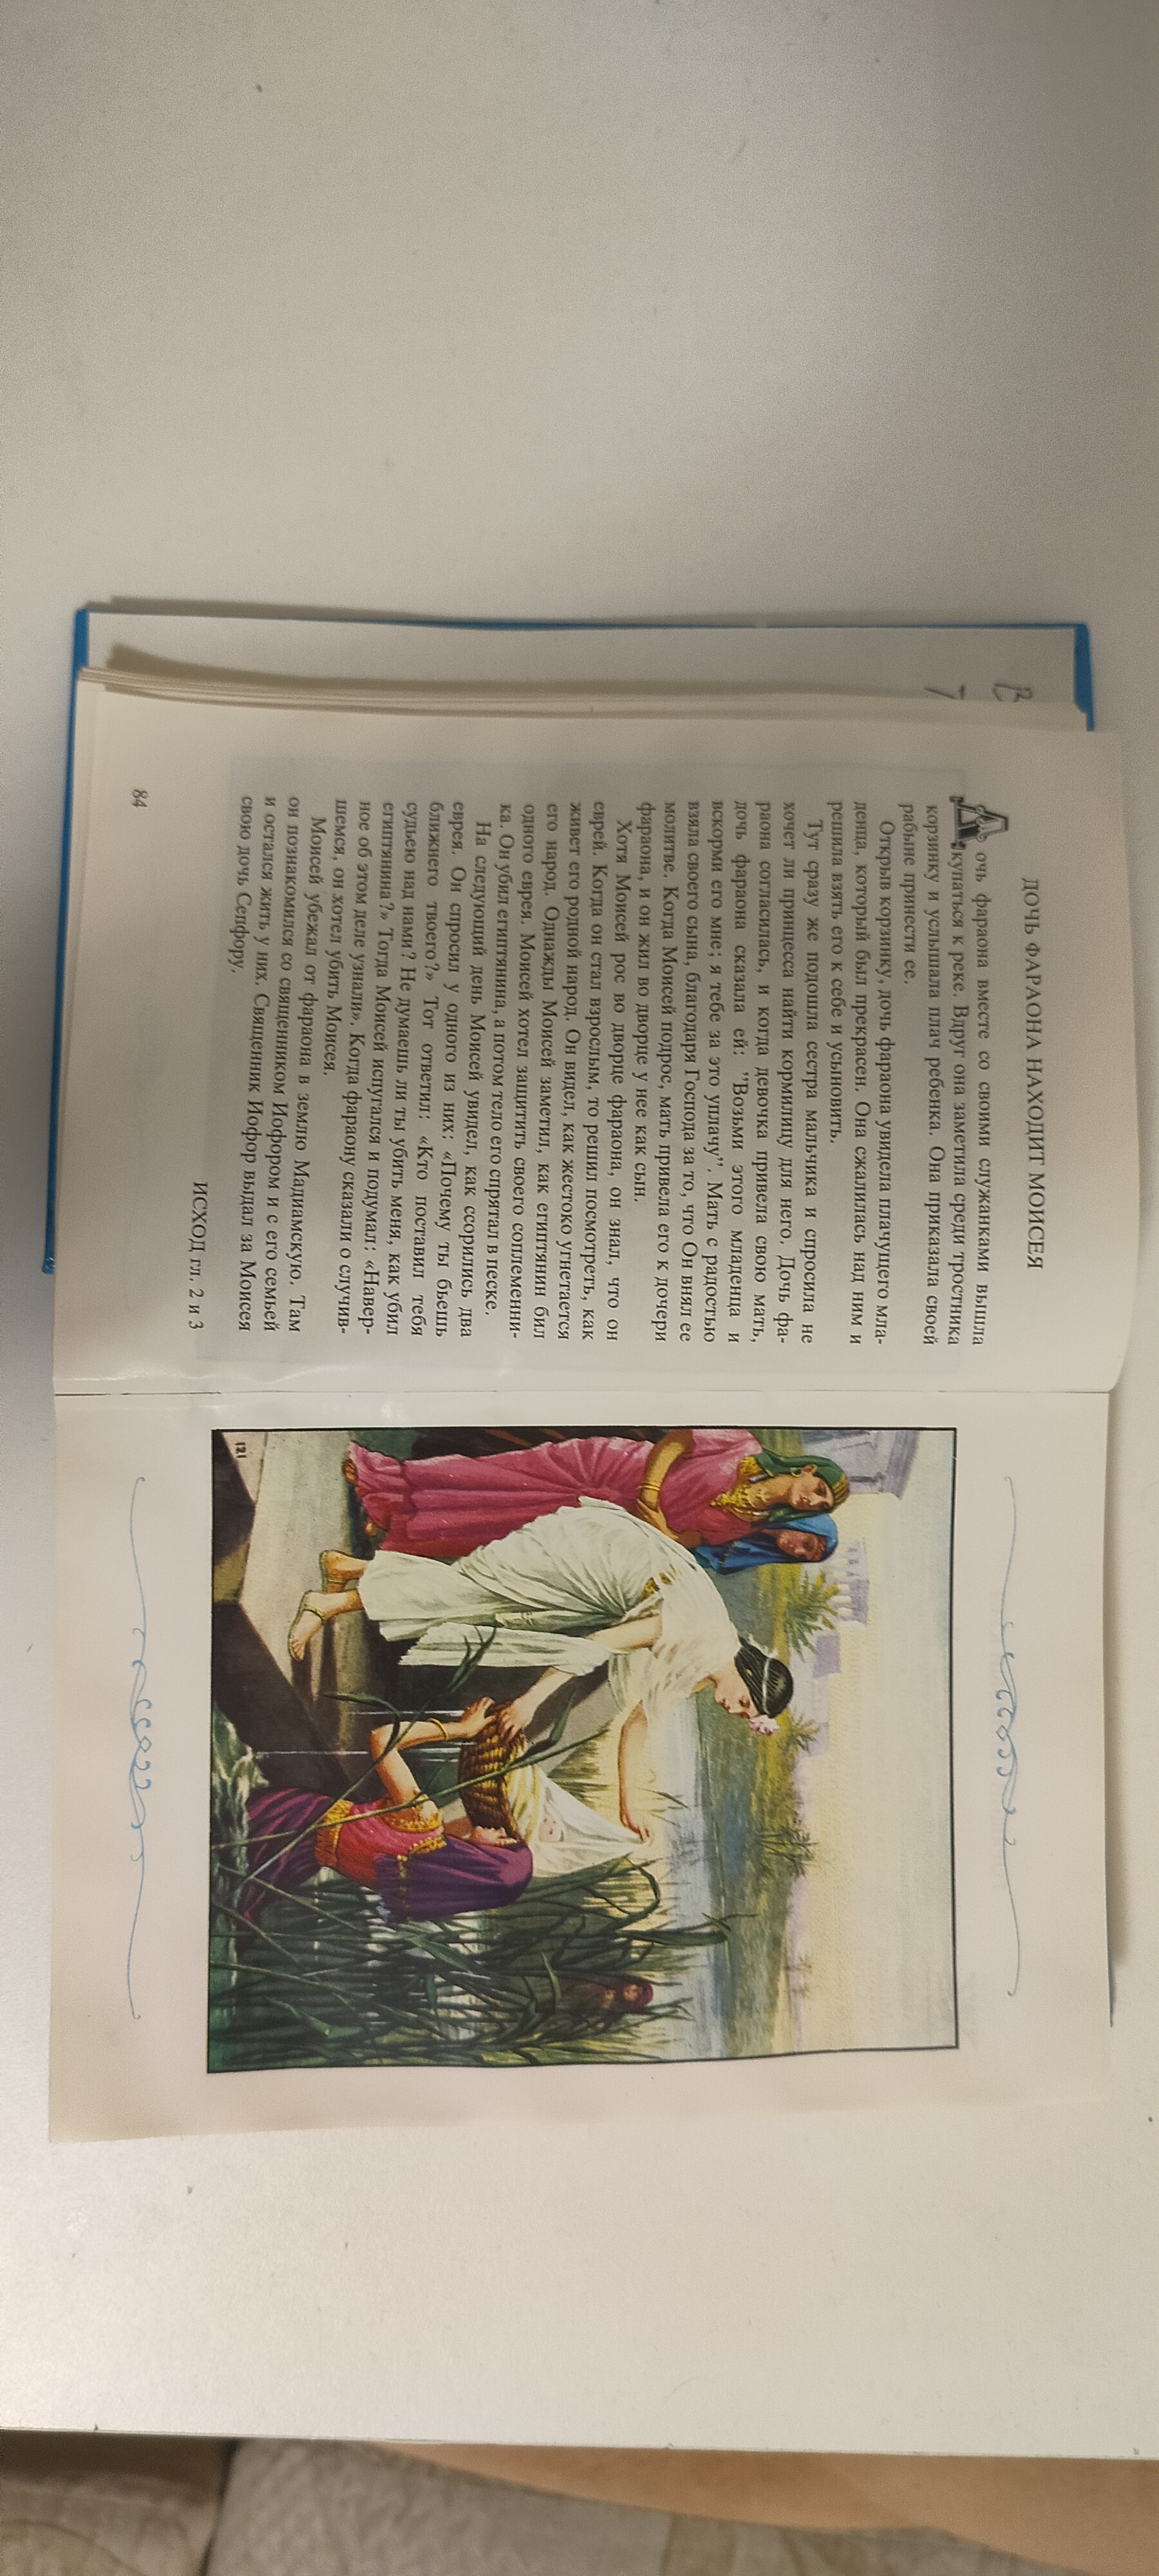 ДОЧЬ ФАРАОНА НАХОДИТ МОИСЕЯ
Дочь фараона вместе со своими служанками вышла
купаться к реке. Вдруг она заметила среди тростника
корзинку и услышала плач ребенка. Она приказала своей
рабыне принести ее.
Открыв корзинку, дочь фараона увидела плачущего мла-
денца, который был прекрасен. Она сжалилась над ним и
решила взять его к себе и усыновить.
Тут сразу же подошла сестра мальчика и спросила не
хочет ли принцесса найти кормилицу для него. Дочь фа-
раона согласилась, и когда девочка привела свою мать,
дочь фараона сказала ей: ”Возьми этого младенца и
вскорми его мне; я тебе за это уплачу”. Мать с радостью
взяла своего сына, благодаря Господа за то, что Он внял ее
молитве. Когда Моисей подрос, мать привела его к дочери
фараона, и он жил во дворце у нее как сын.
Хотя Моисей рос во дворце фараона, он знал, что он
еврей. Когда он стал взрослым, то решил посмотреть, как
живет его родной народ. Он видел, как жестоко угнетается
его народ. Однажды Моисей заметил, как египтянин бил
одного еврея. Моисей хотел защитить своего соплеменни-
ка. Он убил египтянина, а потом тело его спрятал в песке.
На следующий день Моисей увидел, как ссорились два
еврея. Он спросил у одного из них: «Почему ты бьешь
ближнего твоего?» Тот ответил: «Кто поставил тебя
судьею над нами? Не думаешь ли ты убить меня, как убил
египтянина?» Тогда Моисей испугался и подумал: «Навер-
ное об этом деле узнали». Когда фараону сказали о случив-
шемся, он хотел убить Моисея.
Моисей убежал от фараона в землю Мадиамскую. Там
он познакомился со священником Иофором и с его семьей
и остался жить у них. Священник Иофор выдал за Моисея
свою дочь Сепфору.
ИСХОД гл. 2 и 3
84
121